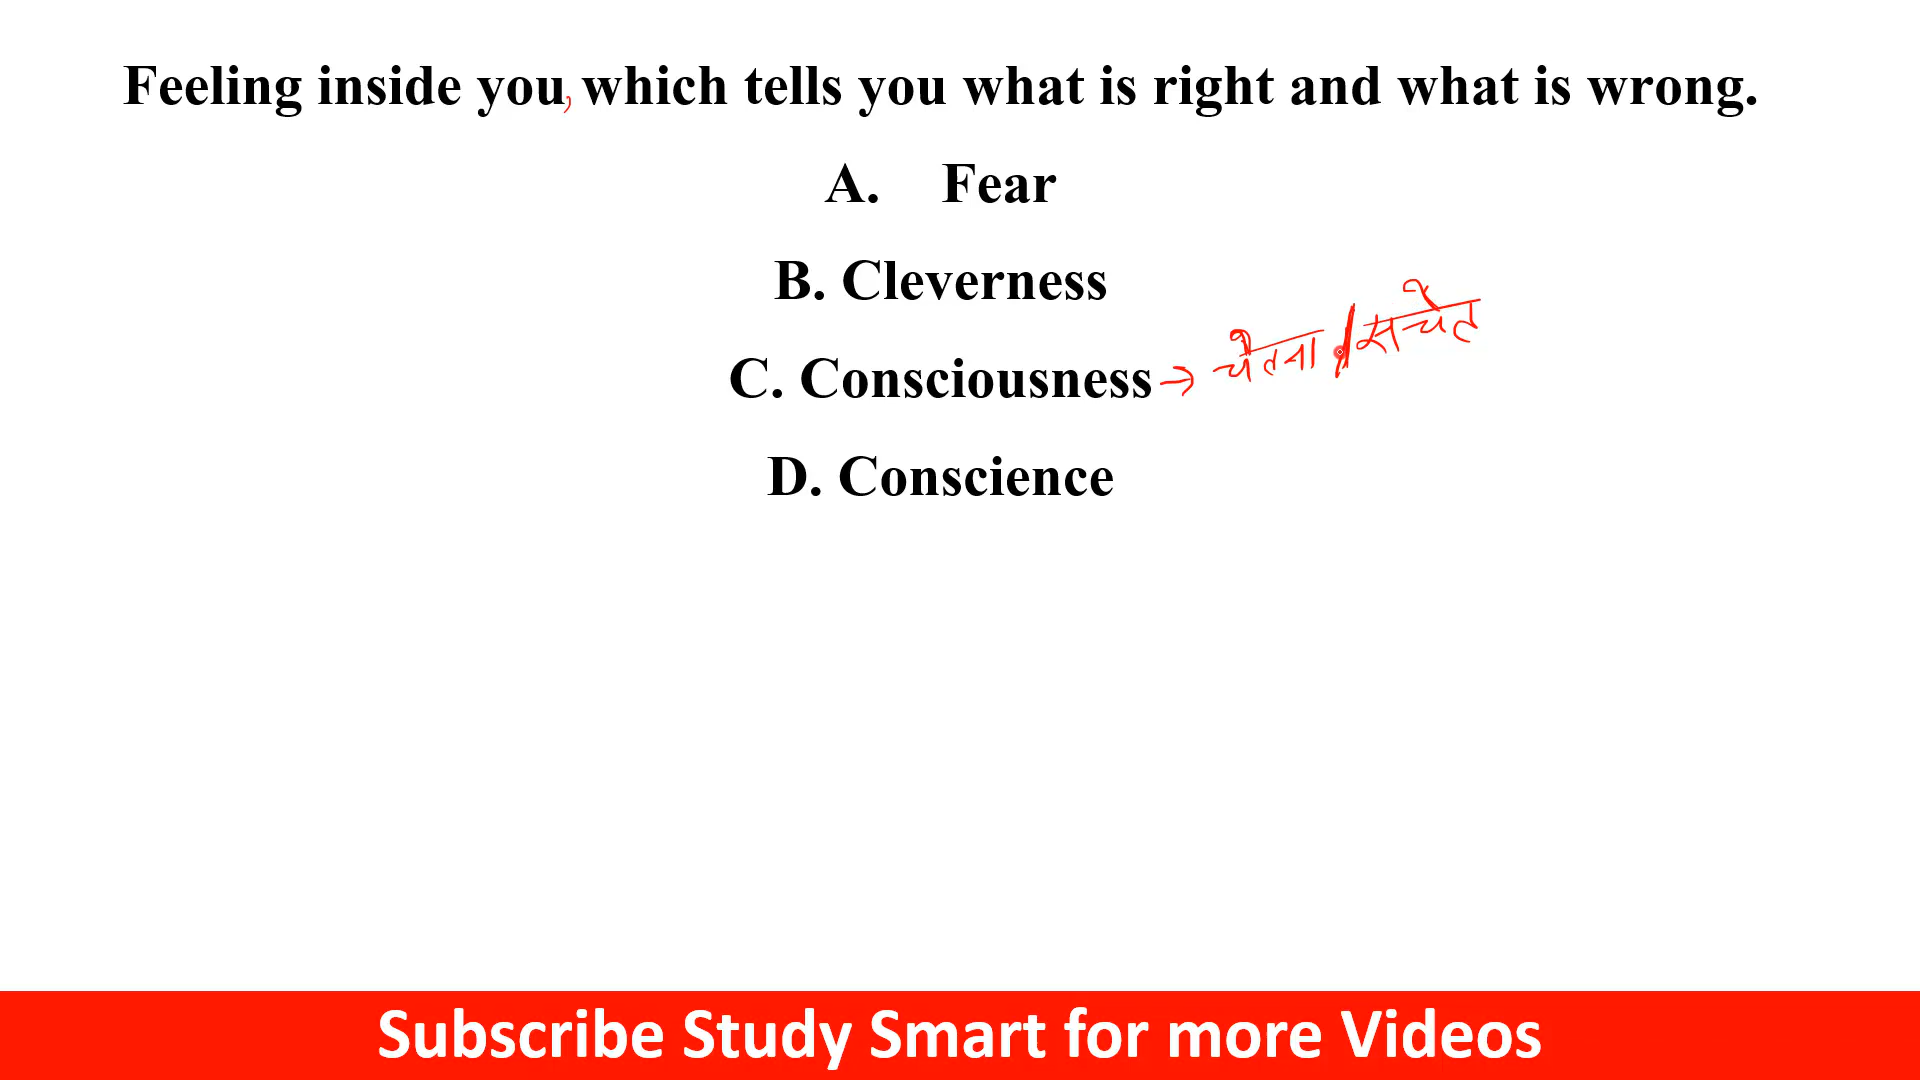 Feeling inside you, which tells you what is right and what is wrong.
A. Fear
B. Cleverness
C. Consciousness → चेतना / सचेत
D. Conscience
Subscribe Study Smart for more Videos